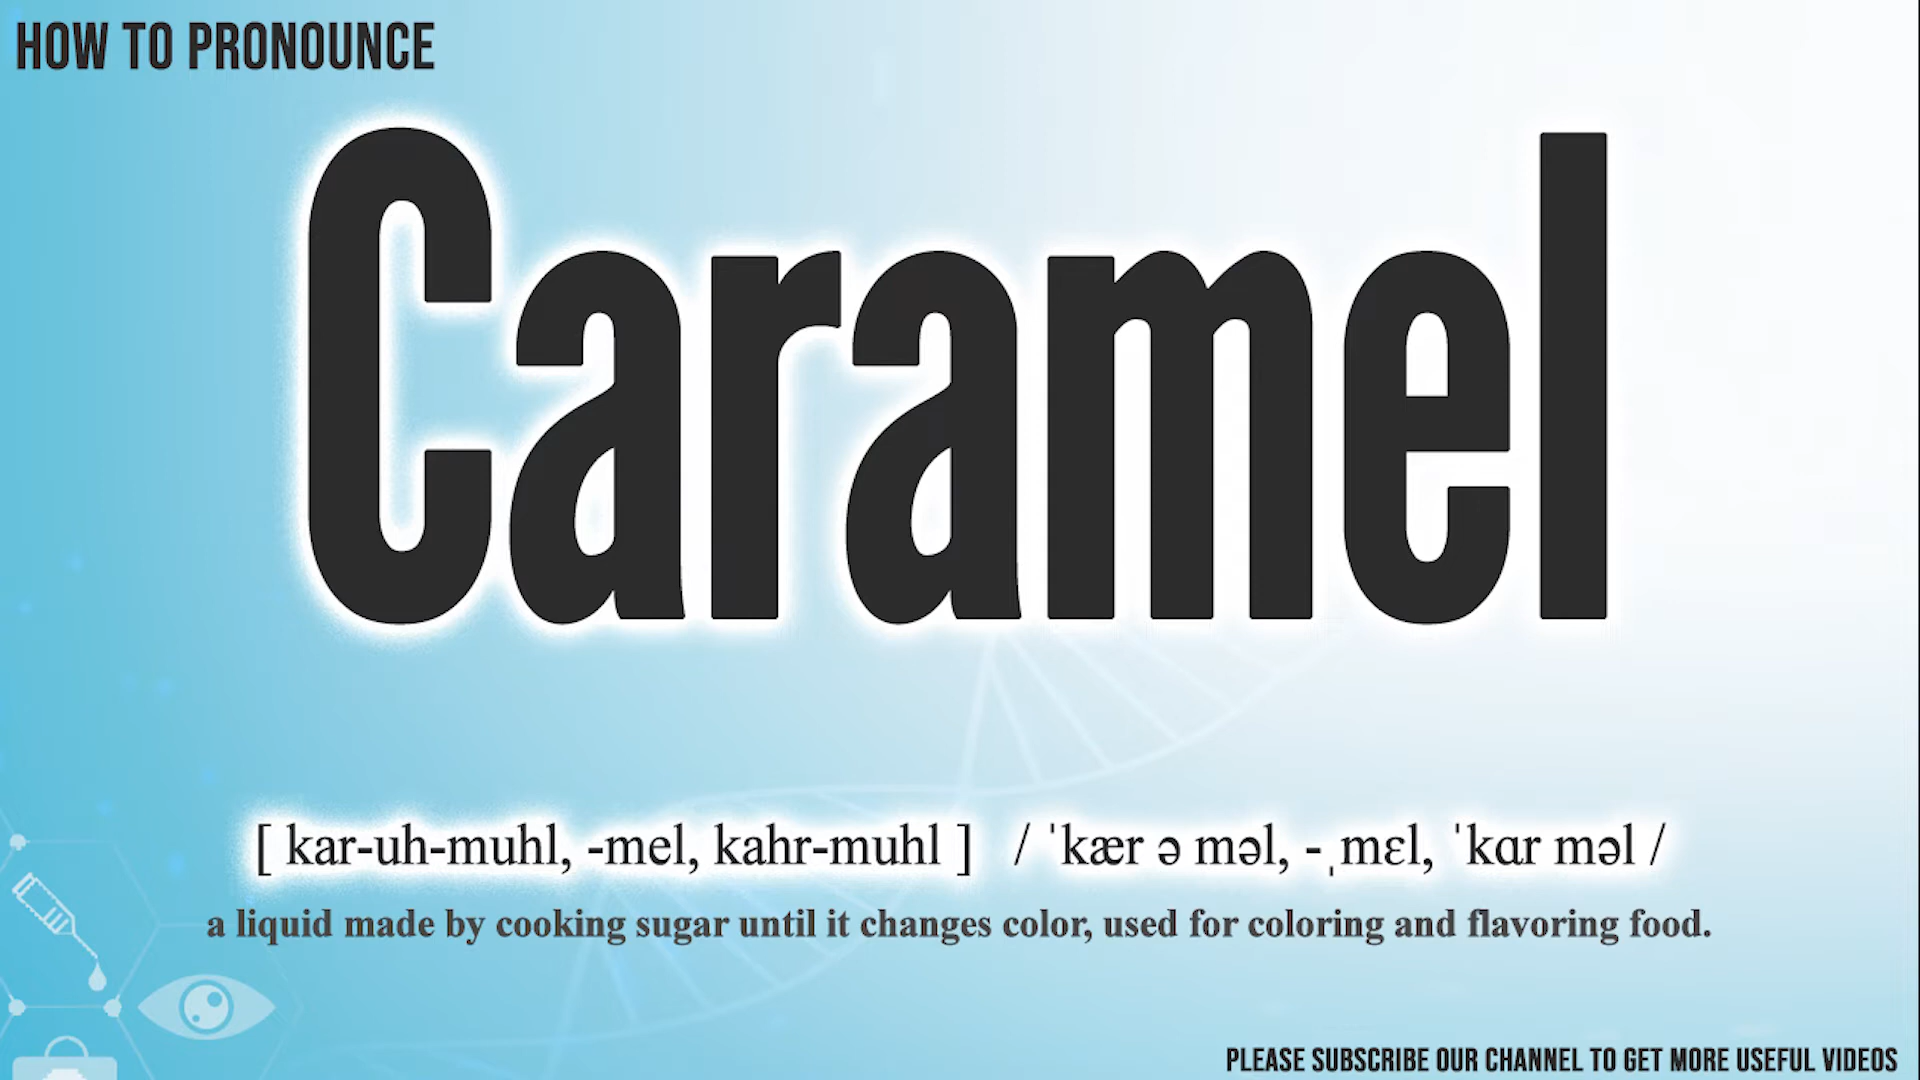 HOW TO PRONOUNCE
Caramel
[ kar-uh-muhl, -mel, kahr-muhl ] / ˈkær ə məl, -ˌmɛl, ˈkɑr məl /
a liquid made by cooking sugar until it changes color, used for coloring and flavoring food.
PLEASE SUBSCRIBE OUR CHANNEL TO GET MORE USEFUL VIDEOS